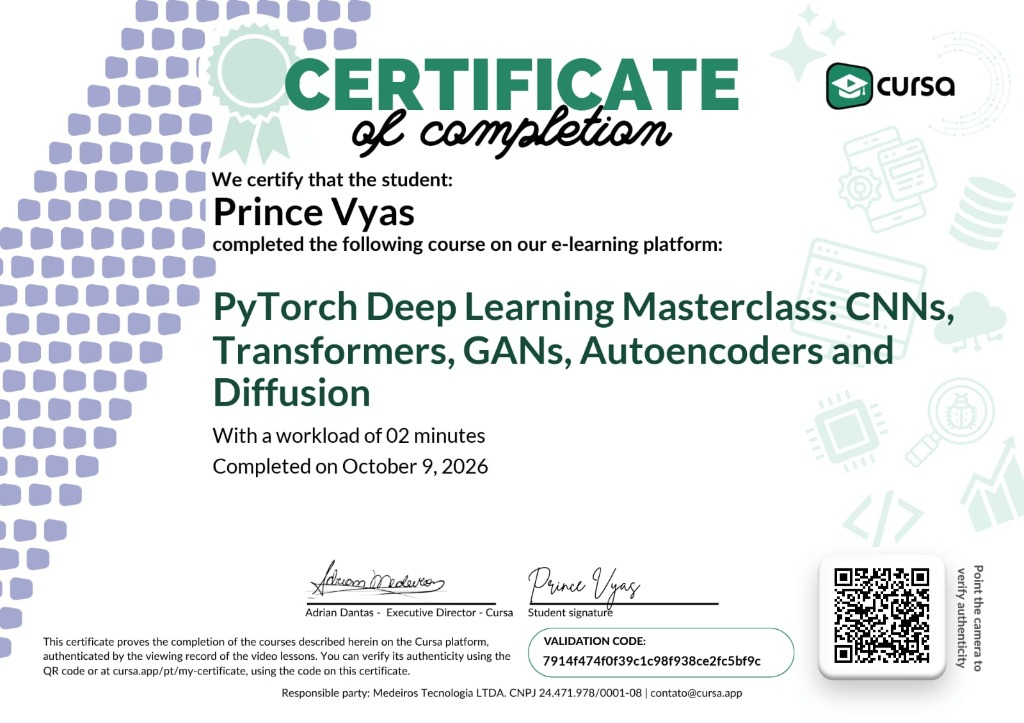 CERTIFICATE
of completion
cursa
We certify that the student:
Prince Vyas
completed the following course on our e-learning platform:
PyTorch Deep Learning Masterclass: CNNs,
Transformers, GANs, Autoencoders and
Diffusion
With a workload of 02 minutes
Completed on October 9, 2026
Adrian Medeiros
Adrian Dantas - Executive Director - Cursa
Prince Vyas
Student signature
This certificate proves the completion of the courses described herein on the Cursa platform,
authenticated by the viewing record of the video lessons. You can verify its authenticity using the
QR code or at cursa.app/pt/my-certificate, using the code on this certificate.
VALIDATION CODE:
7914f474f0f39c1c98f938ce2fc5bf9c
Point the camera to
verify authenticity
Responsible party: Medeiros Tecnologia LTDA. CNPJ 24.471.978/0001-08 | contato@cursa.app